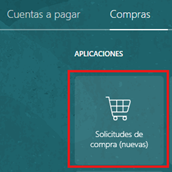 Cuentas a pagar
Compras
APLICACIONES
Solicitudes de
compra (nuevas)